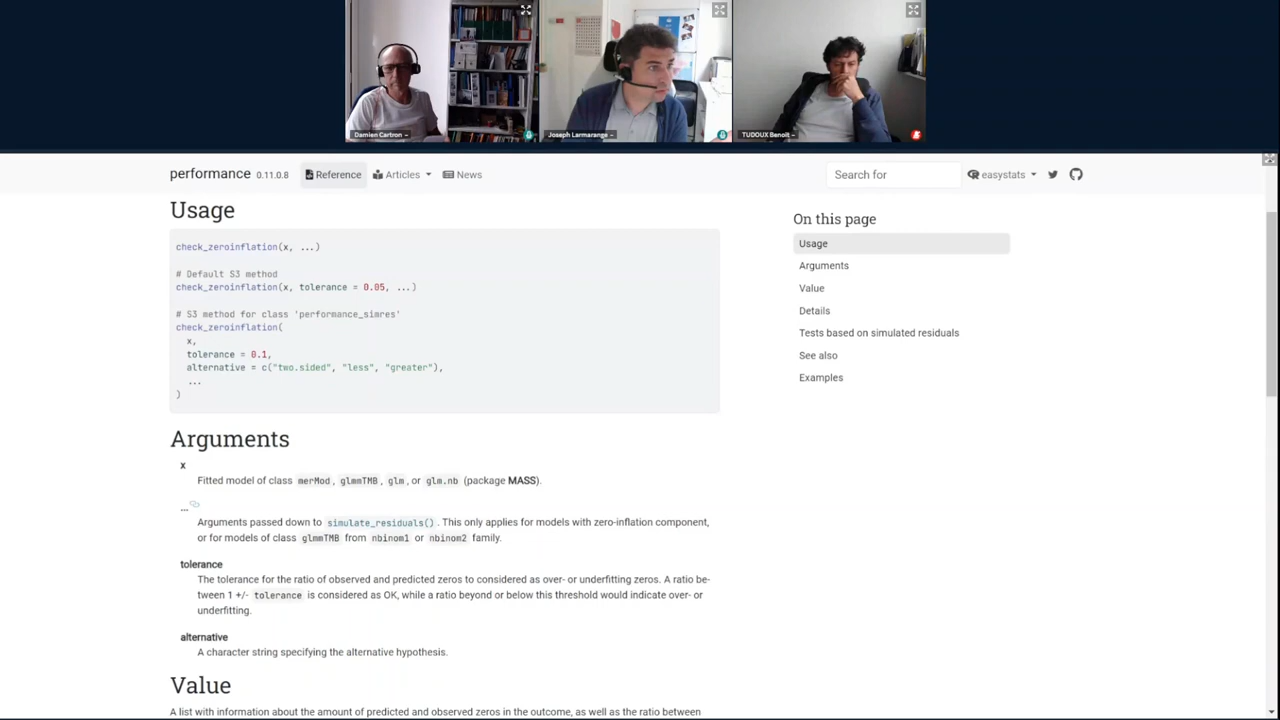 Damien Cartron
Joseph Larmarange
TUDOUX Benoit
performance 0.11.0.8 Reference Articles News Search for easystats
Usage
check_zeroinflation(x, ...)
# Default S3 method
check_zeroinflation(x, tolerance = 0.05, ...)
# S3 method for class 'performance_simres'
check_zeroinflation(
x,
tolerance = 0.1,
alternative = c("two.sided", "less", "greater"),
...
)
Arguments
x
Fitted model of class merMod, glmmTMB, glm, or glm.nb (package MASS).
...
Arguments passed down to simulate_residuals(). This only applies for models with zero-inflation component,
or for models of class glmmTMB from nbinom1 or nbinom2 family.
tolerance
The tolerance for the ratio of observed and predicted zeros to considered as over- or underfitting zeros. A ratio be-
tween 1 +/- tolerance is considered as OK, while a ratio beyond or below this threshold would indicate over- or
underfitting.
alternative
A character string specifying the alternative hypothesis.
Value
A list with information about the amount of predicted and observed zeros in the outcome, as well as the ratio between
On this page
Usage
Arguments
Value
Details
Tests based on simulated residuals
See also
Examples